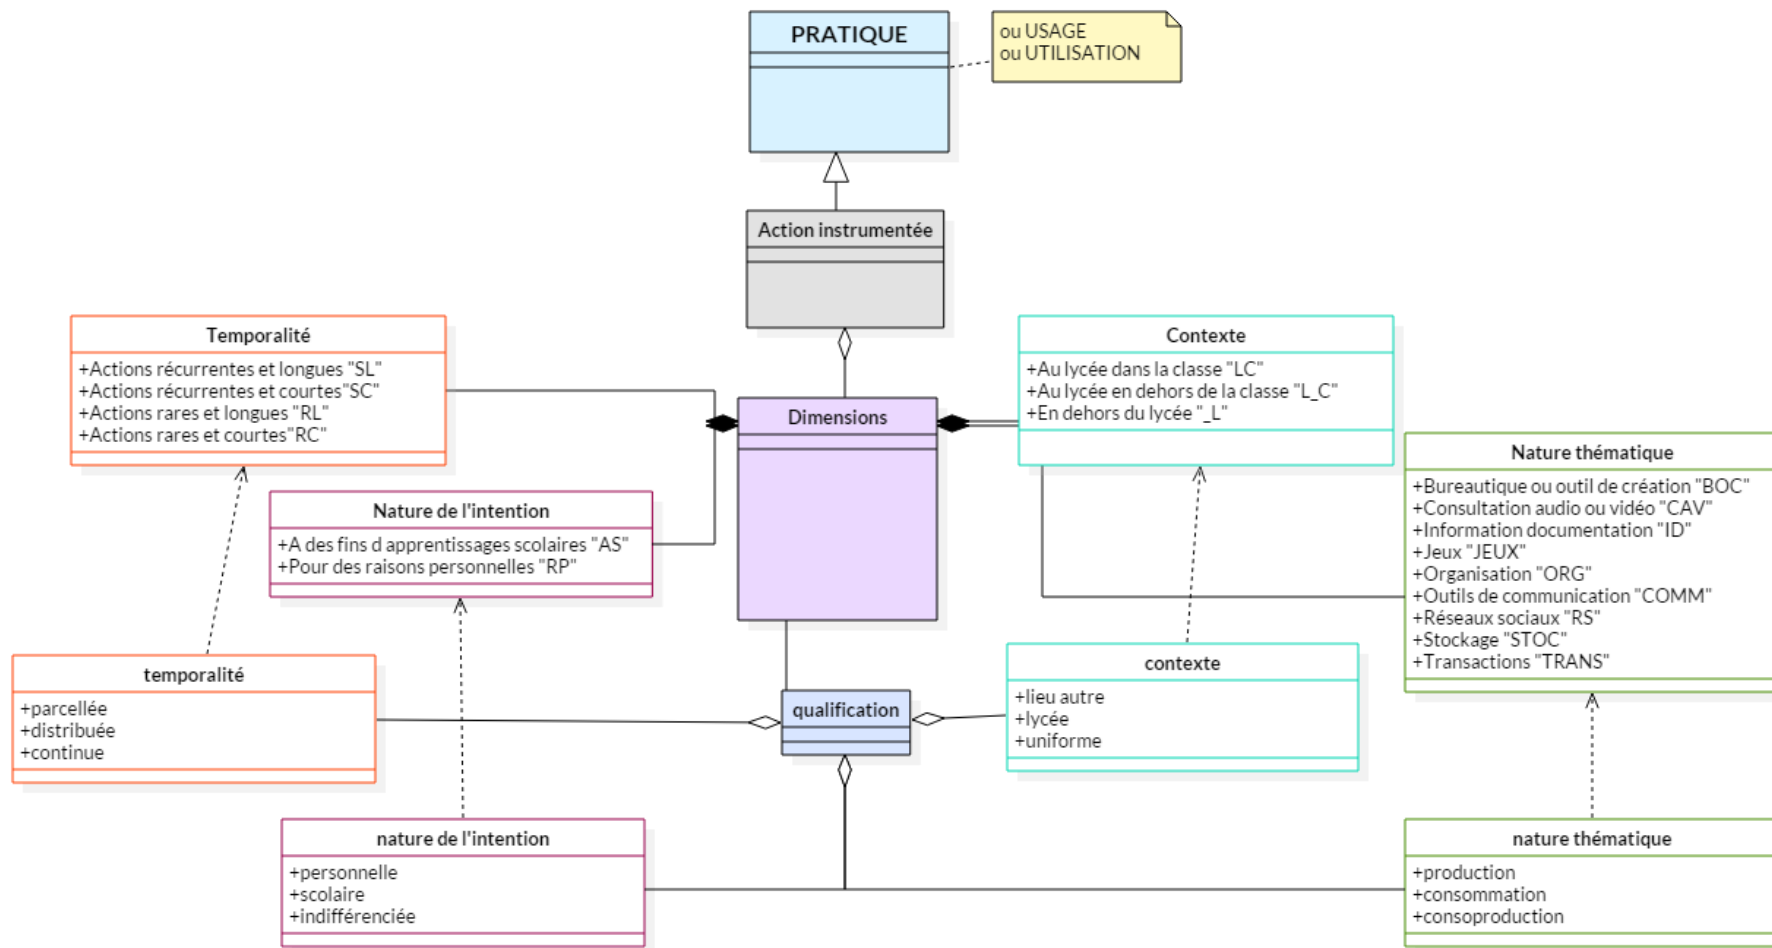 PRATIQUE
ou USAGE
ou UTILISATION
Action instrumentée
Temporalité
+Actions récurrentes et longues "SL"
+Actions récurrentes et courtes"SC"
+Actions rares et longues "RL"
+Actions rares et courtes"RC"
Contexte
+Au lycée dans la classe "LC"
+Au lycée en dehors de la classe "L_C"
+En dehors du lycée "_L"
Dimensions
Nature thématique
+Bureautique ou outil de création "BOC"
+Consultation audio ou vidéo "CAV"
+Information documentation "ID"
+Jeux "JEUX"
+Organisation "ORG"
+Outils de communication "COMM"
+Réseaux sociaux "RS"
+Stockage "STOC"
+Transactions "TRANS"
Nature de l'intention
+A des fins d apprentissages scolaires "AS"
+Pour des raisons personnelles "RP"
temporalité
+parcellée
+distribuée
+continue
qualification
contexte
+lieu autre
+lycée
+uniforme
nature de l'intention
+personnelle
+scolaire
+indifférenciée
nature thématique
+production
+consommation
+consoproduction